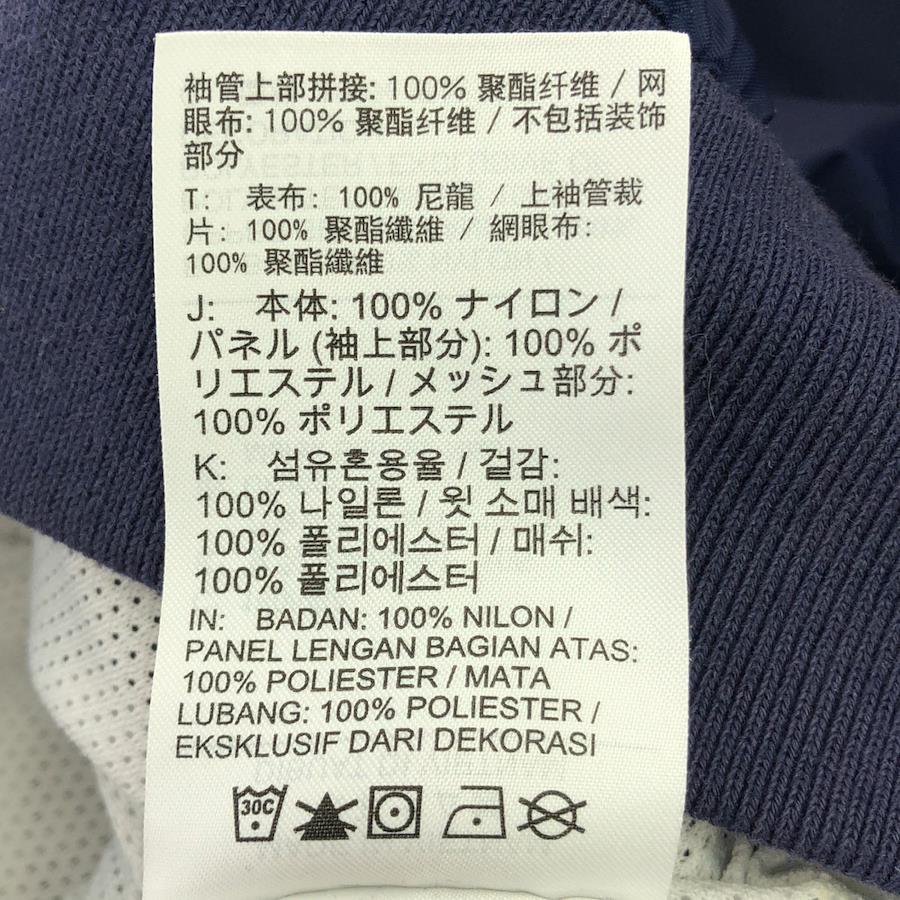 袖管上部拼接: 100% 聚酯纤维 / 网
眼布: 100% 聚酯纤维 / 不包括装饰
部分
T: 表布: 100% 尼龍 / 上袖管裁
片: 100% 聚酯纖維 / 網眼布:
100% 聚酯纖維
J: 本体: 100% ナイロン /
パネル (袖上部分): 100% ポ
リエステル / メッシュ部分:
100% ポリエステル
K: 섬유혼용율 / 겉감:
100% 나일론 / 윗 소매 배색:
100% 폴리에스터 / 매쉬:
100% 폴리에스터
IN: BADAN: 100% NILON /
PANEL LENGAN BAGIAN ATAS:
100% POLIESTER / MATA
LUBANG: 100% POLIESTER /
EKSKLUSIF DARI DEKORASI
30C